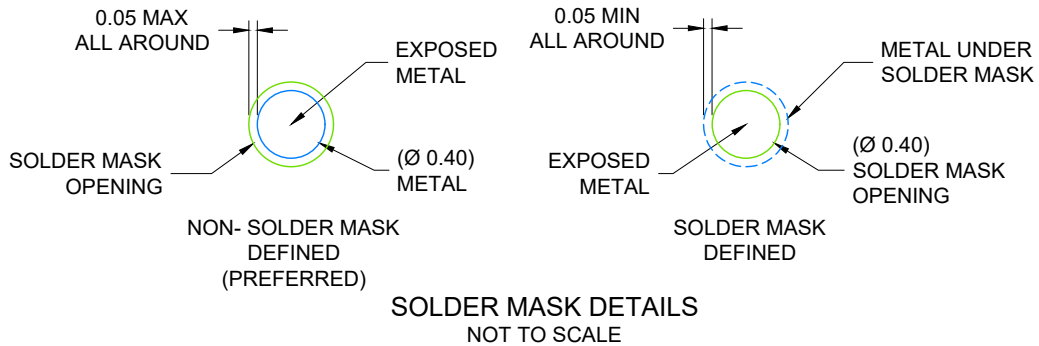 0.05 MAX
ALL AROUND
EXPOSED
METAL
SOLDER MASK
OPENING
(Ø 0.40)
METAL
NON- SOLDER MASK
DEFINED
(PREFERRED)
0.05 MIN
ALL AROUND
METAL UNDER
SOLDER MASK
EXPOSED
METAL
(Ø 0.40)
SOLDER MASK
OPENING
SOLDER MASK
DEFINED
SOLDER MASK DETAILS
NOT TO SCALE